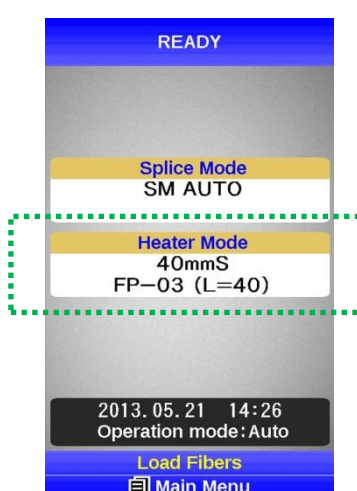 READY
Splice Mode
SM AUTO
Heater Mode
40mmS
FP-03 (L=40)
2013.05.21 14:26
Operation mode:Auto
Load Fibers
Main Menu